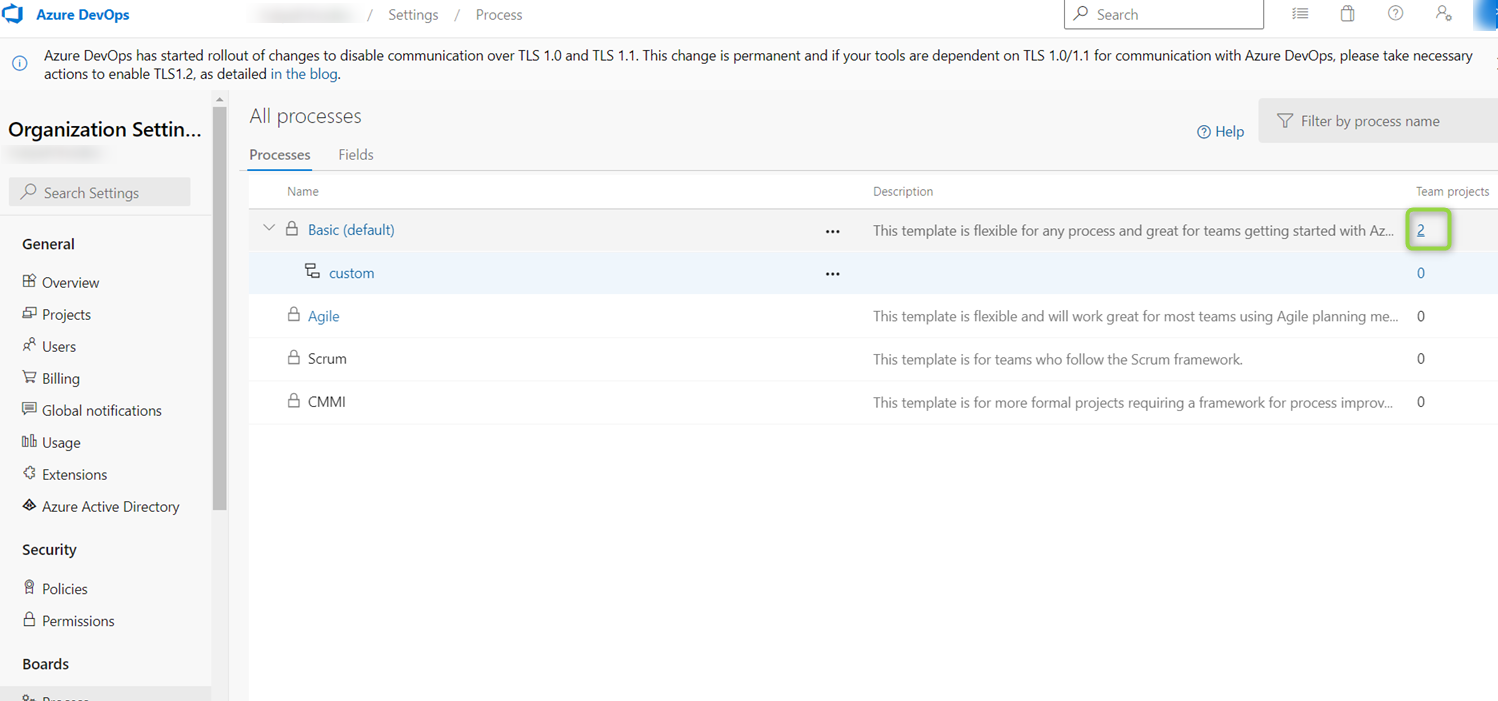 Azure DevOps
/ Settings / Process
Search
Azure DevOps has started rollout of changes to disable communication over TLS 1.0 and TLS 1.1. This change is permanent and if your tools are dependent on TLS 1.0/1.1 for communication with Azure DevOps, please take necessary
actions to enable TLS1.2, as detailed in the blog.
Organization Settin...
Search Settings
General
Overview
Projects
Users
Billing
Global notifications
Usage
Extensions
Azure Active Directory
Security
Policies
Permissions
Boards
Process
All processes
Help
Filter by process name
Processes Fields
Name Description Team projects
Basic (default) ... This template is flexible for any process and great for teams getting started with Az... 2
custom ... 0
Agile This template is flexible and will work great for most teams using Agile planning me... 0
Scrum This template is for teams who follow the Scrum framework. 0
CMMI This template is for more formal projects requiring a framework for process improv... 0